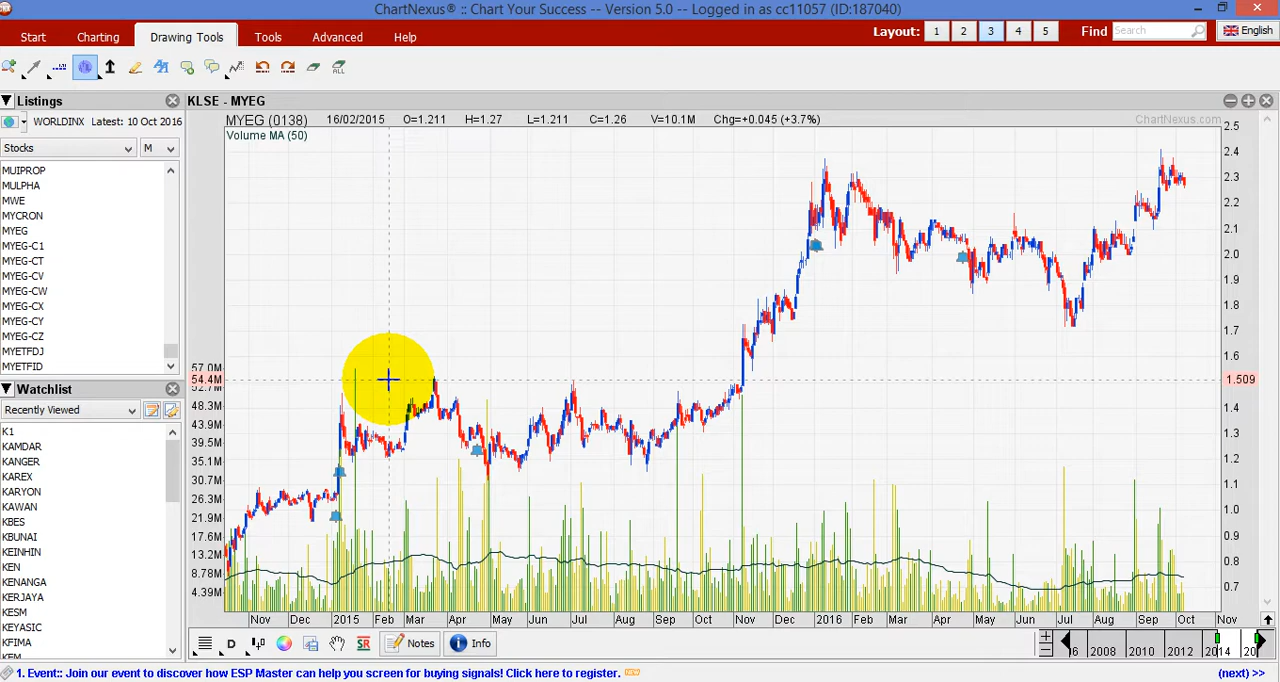 ChartNexus® :: Chart Your Success -- Version 5.0 -- Logged in as cc11057 (ID:187040)
Start Charting Drawing Tools Tools Advanced Help Layout: 1 2 3 4 5 Find Search English
ALL
Listings
WORLDINX Latest: 10 Oct 2016
Stocks M
MUIPROP
MULPHA
MWE
MYCRON
MYEG
MYEG-C1
MYEG-CT
MYEG-CV
MYEG-CW
MYEG-CX
MYEG-CY
MYEG-CZ
MYETFDJ
MYETFID
Watchlist
Recently Viewed
K1
KAMDAR
KANGER
KAREX
KARYON
KAWAN
KBES
KBUNAI
KEINHIN
KEN
KENANGA
KERJAYA
KESM
KEYASIC
KFIMA
KLSE - MYEG
MYEG (0138) 16/02/2015 O=1.211 H=1.27 L=1.211 C=1.26 V=10.1M Chg=+0.045 (+3.7%) ChartNexus.com
Volume MA (50)
2.5
2.4
2.3
2.2
2.1
2.0
1.9
1.8
1.7
1.6
1.509
1.4
1.3
1.2
1.1
1.0
0.9
0.8
0.7
57.0M
54.4M
48.3M
43.9M
39.5M
35.1M
30.7M
26.3M
21.9M
17.6M
13.2M
8.78M
4.39M
Nov Dec 2015 Feb Mar Apr May Jun Jul Aug Sep Oct Nov Dec 2016 Feb Mar Apr May Jun Jul Aug Sep Oct Nov
D SR Notes Info 2008 2010 2012 2014
1. Event:: Join our event to discover how ESP Master can help you screen for buying signals! Click here to register. (next) >>